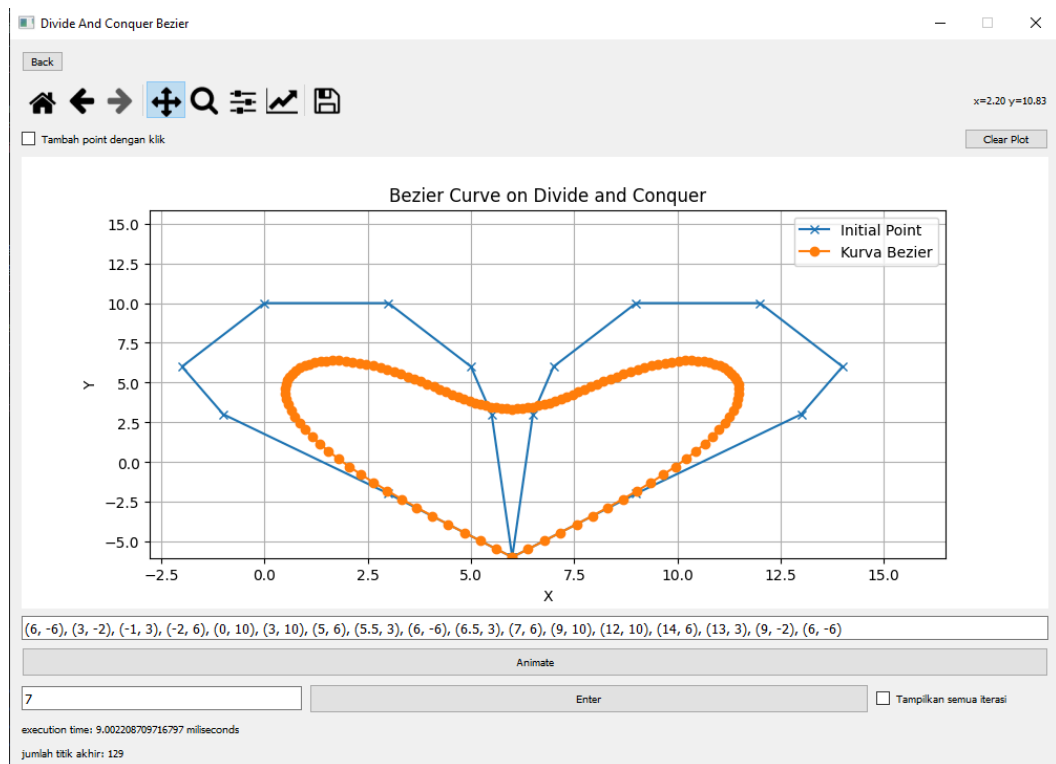 Divide And Conquer Bezier
Back
x=2.20 y=10.83
Tambah point dengan klik
Clear Plot
Bezier Curve on Divide and Conquer
Initial Point
Kurva Bezier
15.0
12.5
10.0
7.5
5.0
2.5
0.0
−2.5
−5.0
Y
−2.5 0.0 2.5 5.0 7.5 10.0 12.5 15.0
X
(6, -6), (3, -2), (-1, 3), (-2, 6), (0, 10), (3, 10), (5, 6), (5.5, 3), (6, -6), (6.5, 3), (7, 6), (9, 10), (12, 10), (14, 6), (13, 3), (9, -2), (6, -6)
Animate
7
Enter
Tampilkan semua iterasi
execution time: 9.002208709716797 miliseconds
jumlah titik akhir: 129